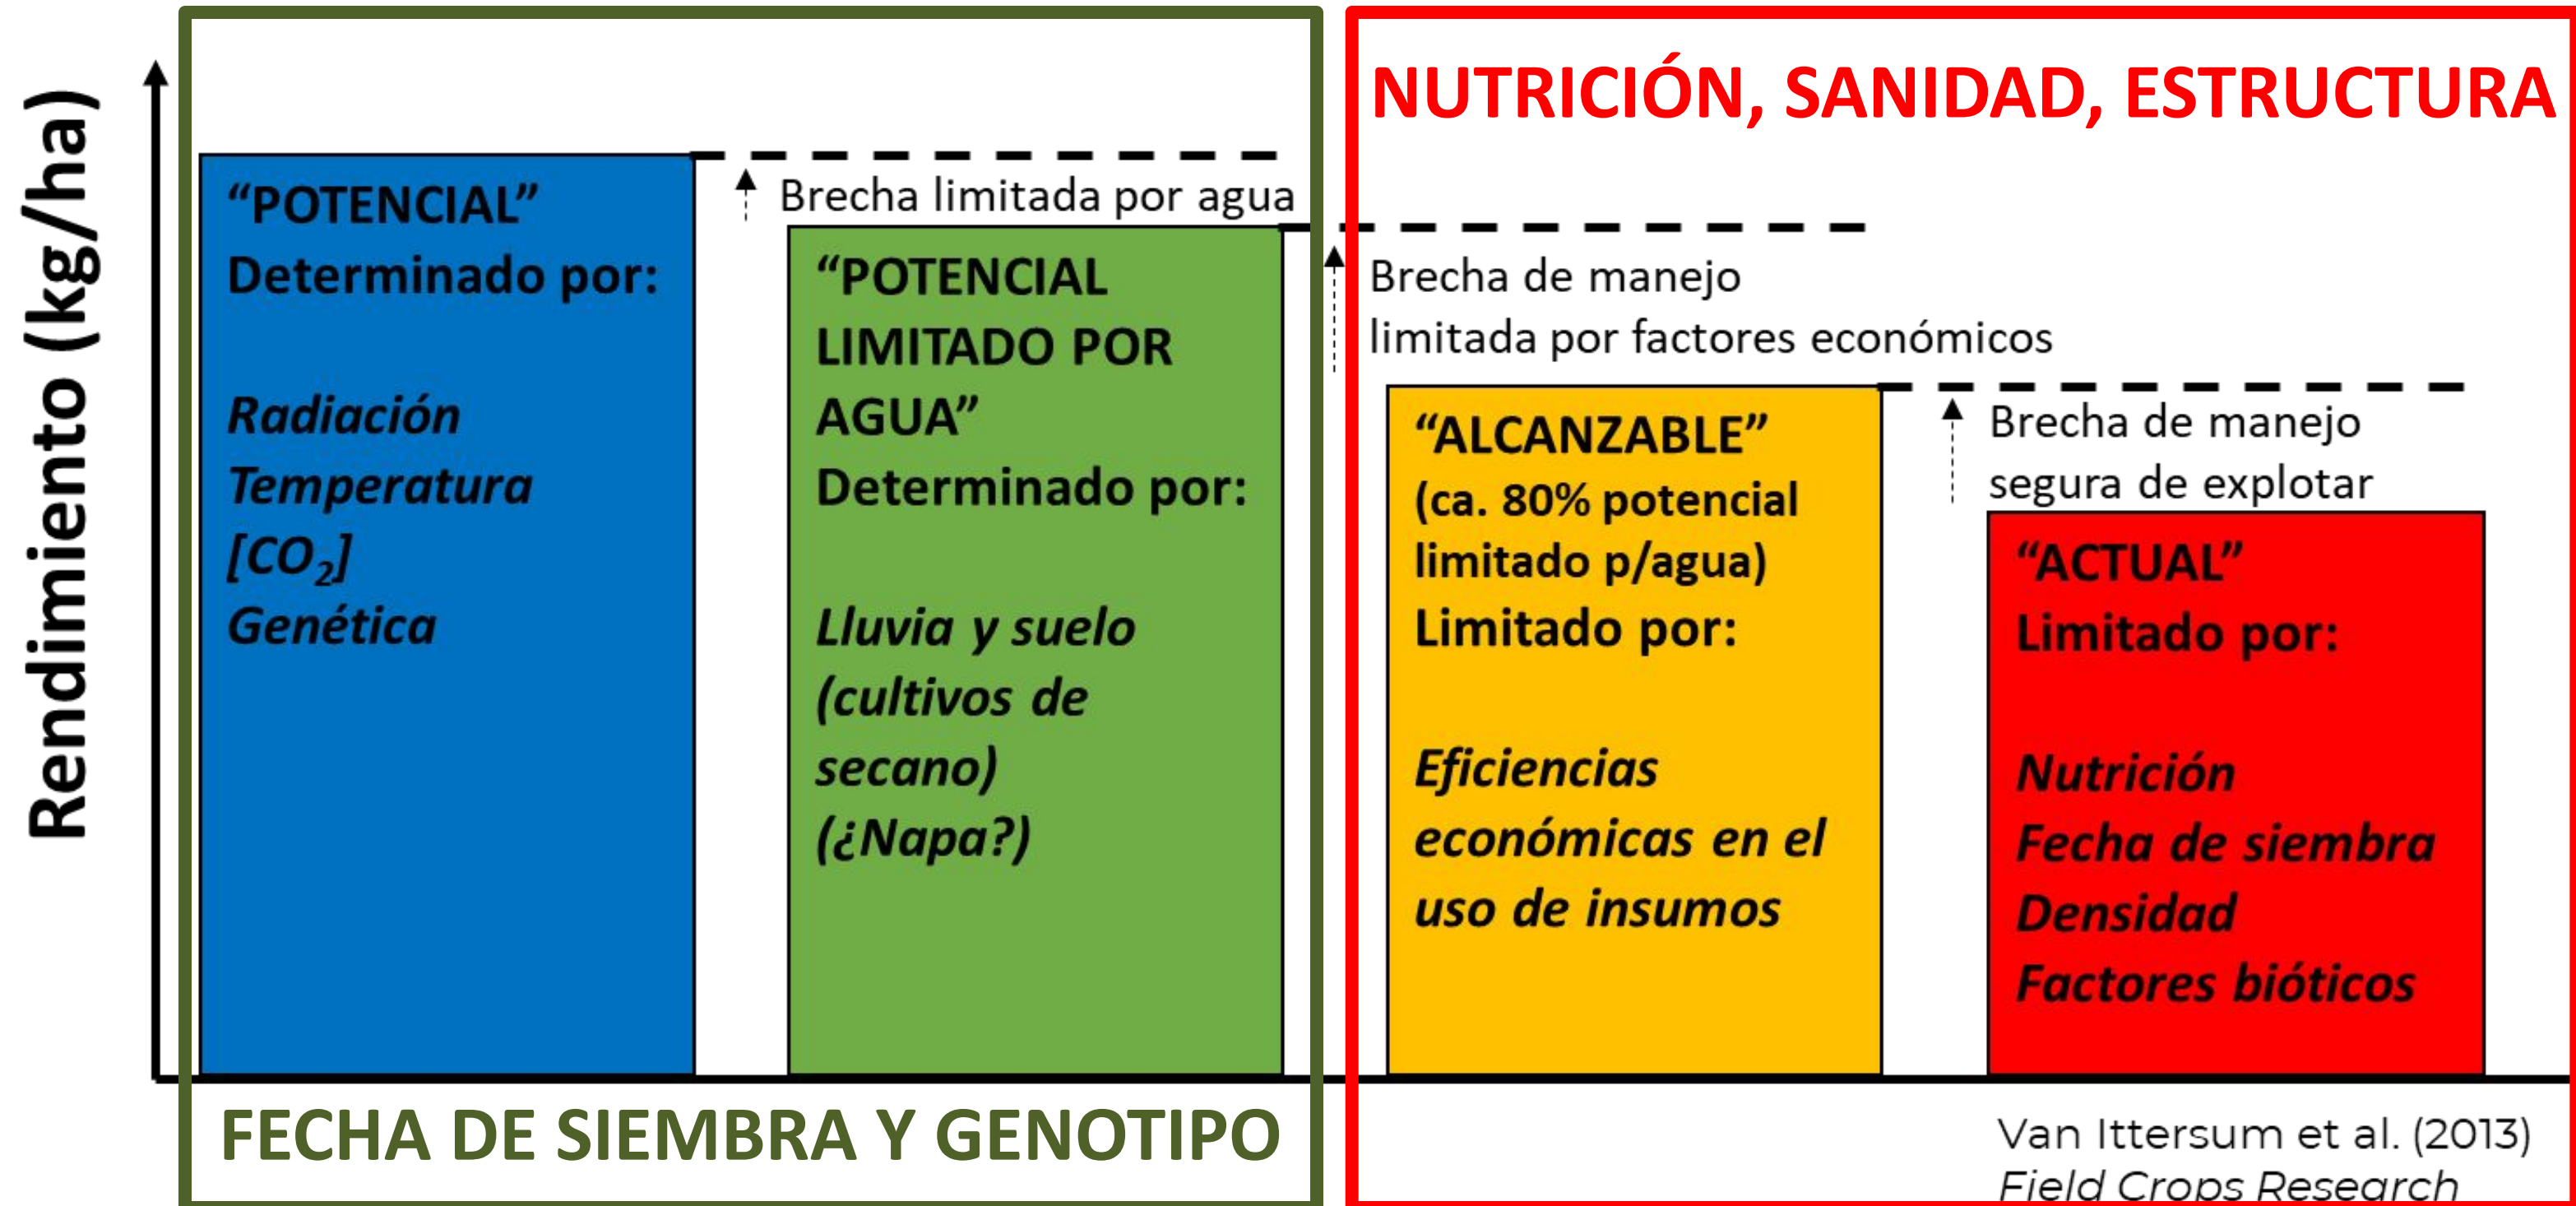 Rendimiento (kg/ha)
“POTENCIAL”
Determinado por:
Radiación
Temperatura
[CO₂]
Genética
Brecha limitada por agua
“POTENCIAL
LIMITADO POR
AGUA”
Determinado por:
Lluvia y suelo
(cultivos de
secano)
(¿Napa?)
FECHA DE SIEMBRA Y GENOTIPO
NUTRICIÓN, SANIDAD, ESTRUCTURA
Brecha de manejo
limitada por factores económicos
“ALCANZABLE”
(ca. 80% potencial
limitado p/agua)
Limitado por:
Eficiencias
económicas en el
uso de insumos
Brecha de manejo
segura de explotar
“ACTUAL”
Limitado por:
Nutrición
Fecha de siembra
Densidad
Factores bióticos
Van Ittersum et al. (2013)
Field Crops Research